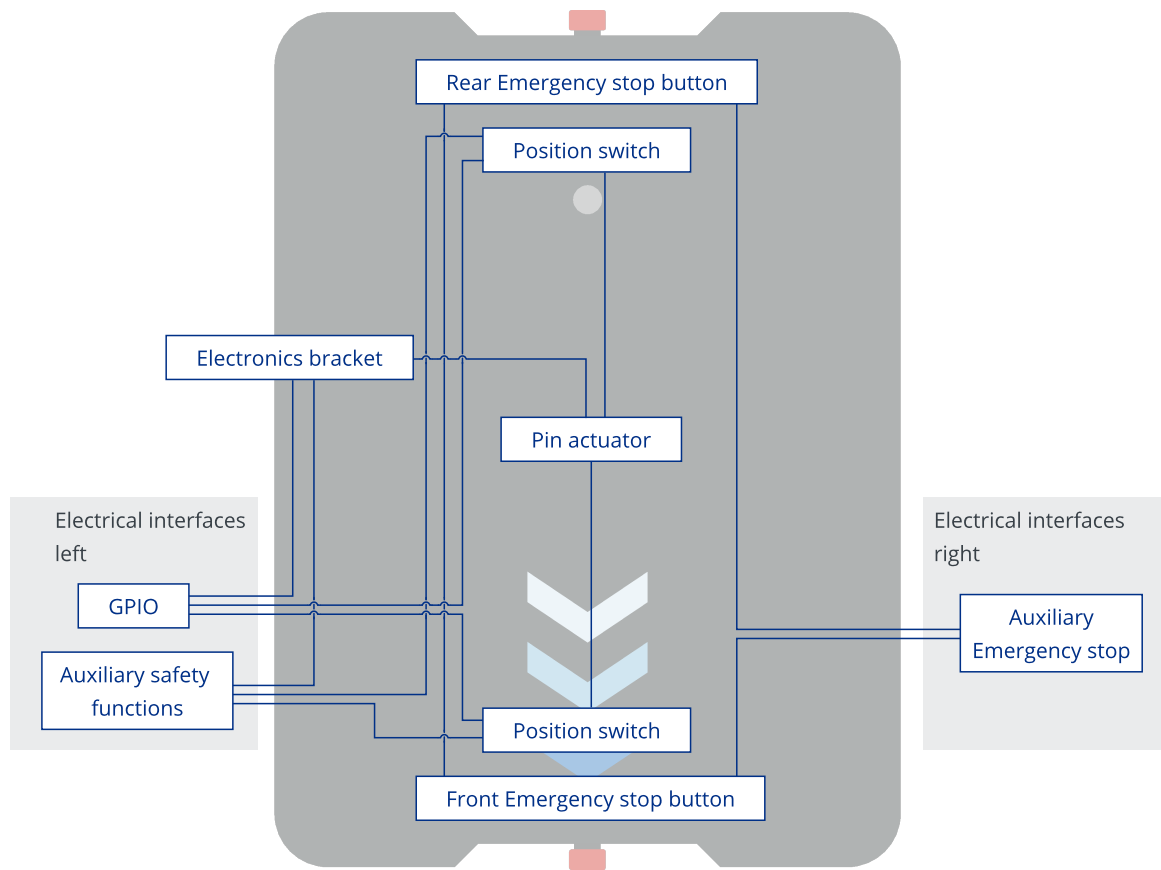 Rear Emergency stop button
Position switch
Electronics bracket
Pin actuator
Electrical interfaces
left
GPIO
Auxiliary safety
functions
Electrical interfaces
right
Auxiliary
Emergency stop
Position switch
Front Emergency stop button